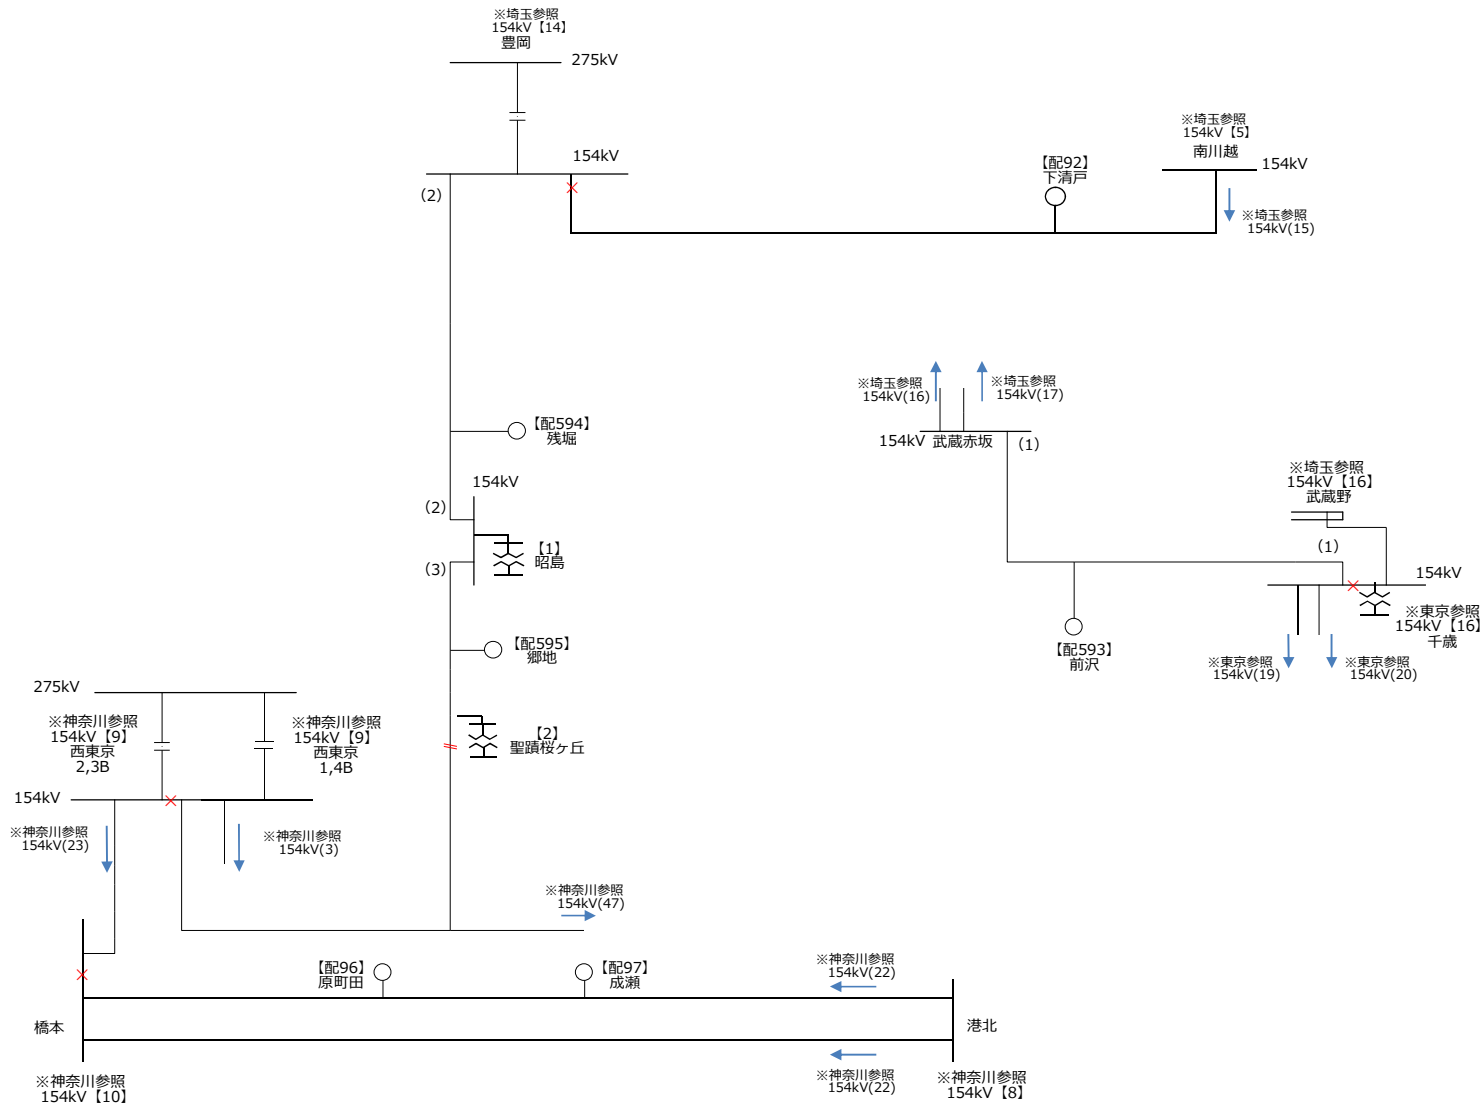 ※埼玉参照
154kV【14】
豊岡
275kV
154kV
(2)
【配92】
下清戸
※埼玉参照
154kV【5】
南川越
154kV
※埼玉参照
154kV(15)
※埼玉参照
154kV(16)
※埼玉参照
154kV(17)
154kV 武蔵赤坂
(1)
【配594】
残堀
154kV
(2)
【1】
昭島
(3)
※埼玉参照
154kV【16】
武蔵野
(1)
154kV
※東京参照
154kV【16】
千歳
【配593】
前沢
※東京参照
154kV(19)
※東京参照
154kV(20)
【配595】
郷地
【2】
聖蹟桜ヶ丘
275kV
※神奈川参照
154kV【9】
西東京
2,3B
※神奈川参照
154kV【9】
西東京
1,4B
154kV
※神奈川参照
154kV(23)
※神奈川参照
154kV(3)
※神奈川参照
154kV(47)
【配96】
原町田
【配97】
成瀬
※神奈川参照
154kV(22)
橋本
港北
※神奈川参照
154kV(22)
※神奈川参照
154kV【10】
※神奈川参照
154kV【8】